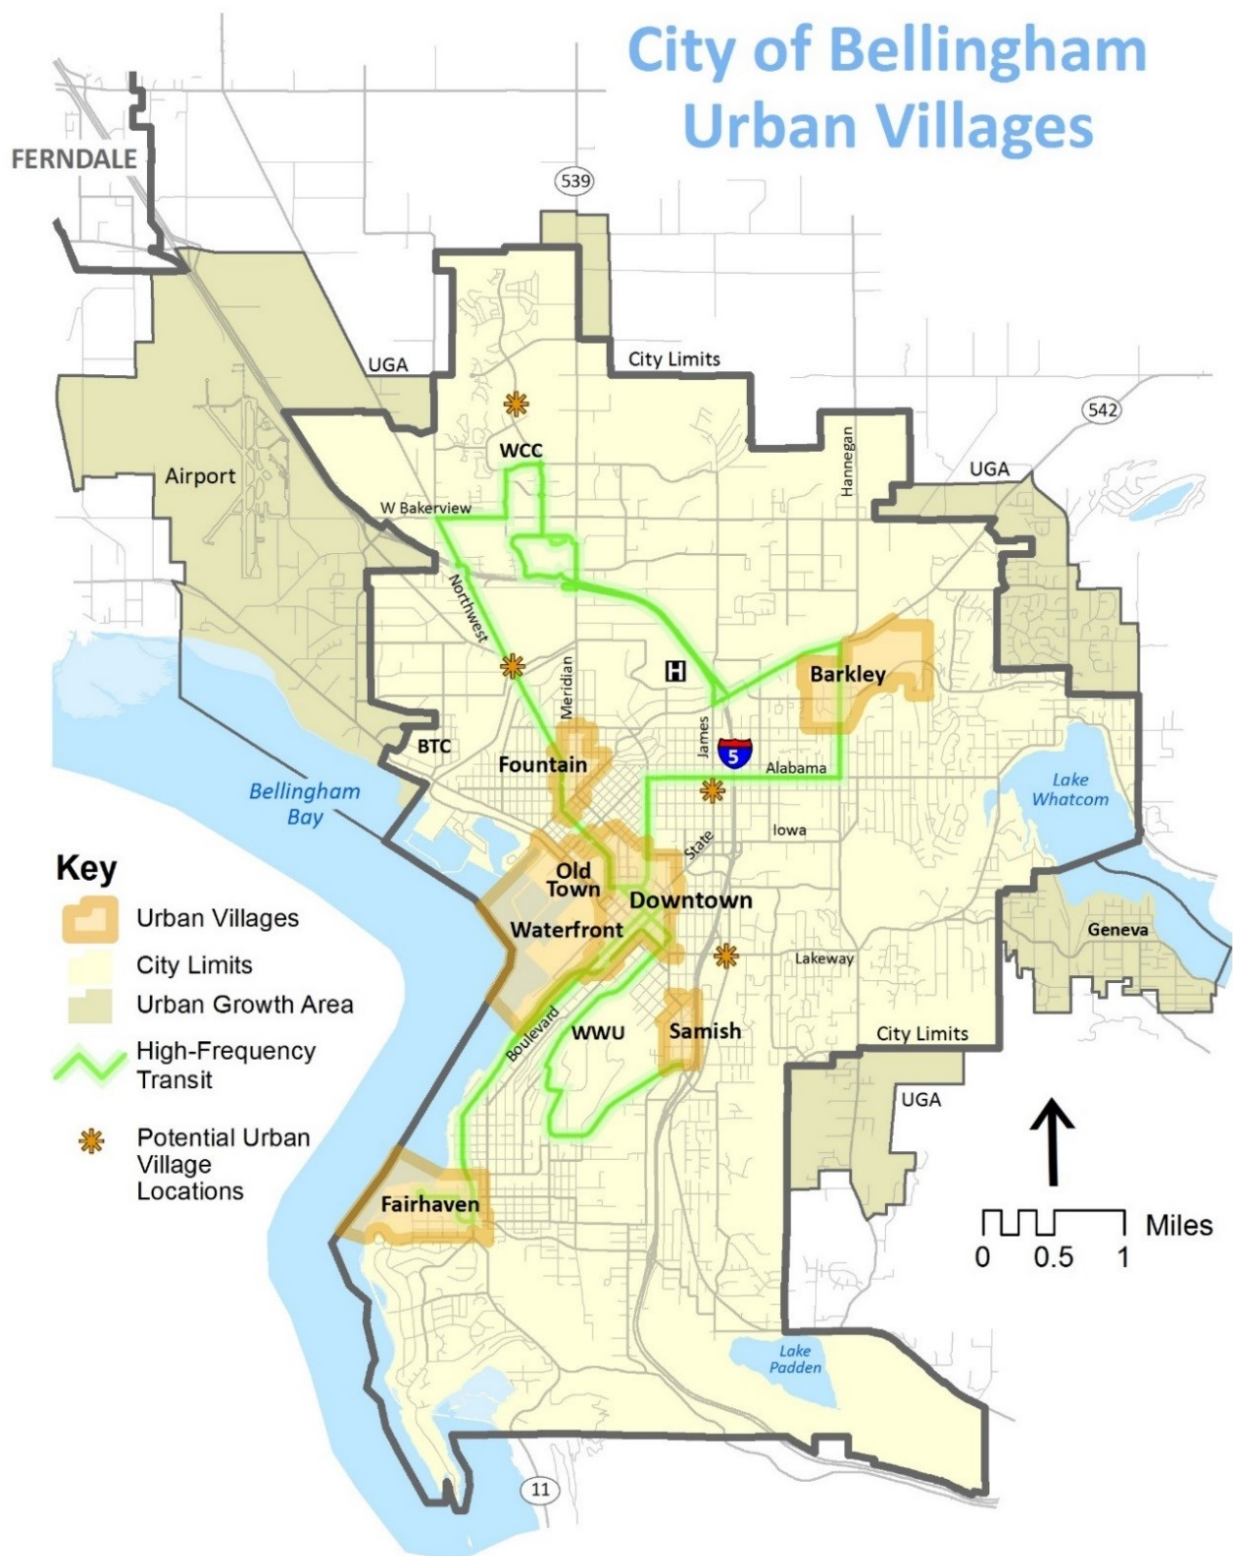 City of Bellingham
Urban Villages
FERNDALE
539
UGA
City Limits
542
WCC
Hannegan
UGA
Airport
W Bakerview
Northwest
H
Barkley
Meridian
James
BTC
Fountain
5
Alabama
Lake
Whatcom
Bellingham
Bay
Iowa
State
Old
Town
Downtown
Waterfront
Geneva
Lakeway
Boulevard
WWU
Samish
City Limits
UGA
Key
Urban Villages
City Limits
Urban Growth Area
High-Frequency
Transit
Potential Urban
Village
Locations
Fairhaven
Miles
0 0.5 1
Lake
Padden
11